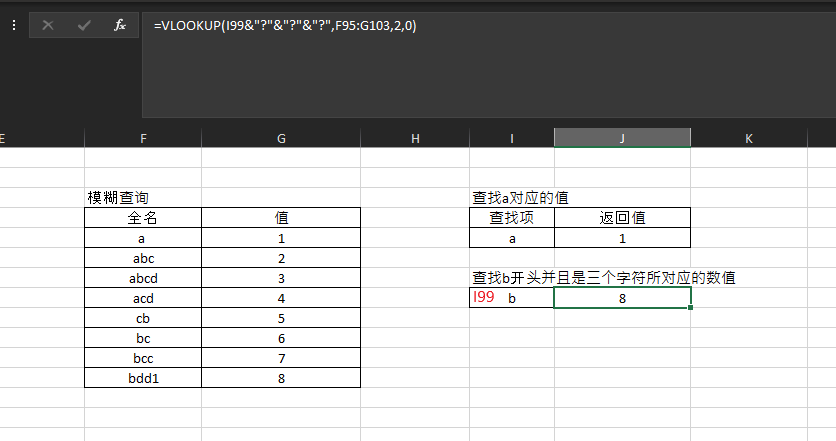 fx
=VLOOKUP(I99&"?"&"?"&"?",F95:G103,2,0)
E F G H I J K
模糊查询 查找a对应的值
全名 值 查找项 返回值
a 1 a 1
abc 2
abcd 3 查找b开头并且是三个字符所对应的数值
acd 4 I99 b 8
cb 5
bc 6
bcc 7
bdd1 8